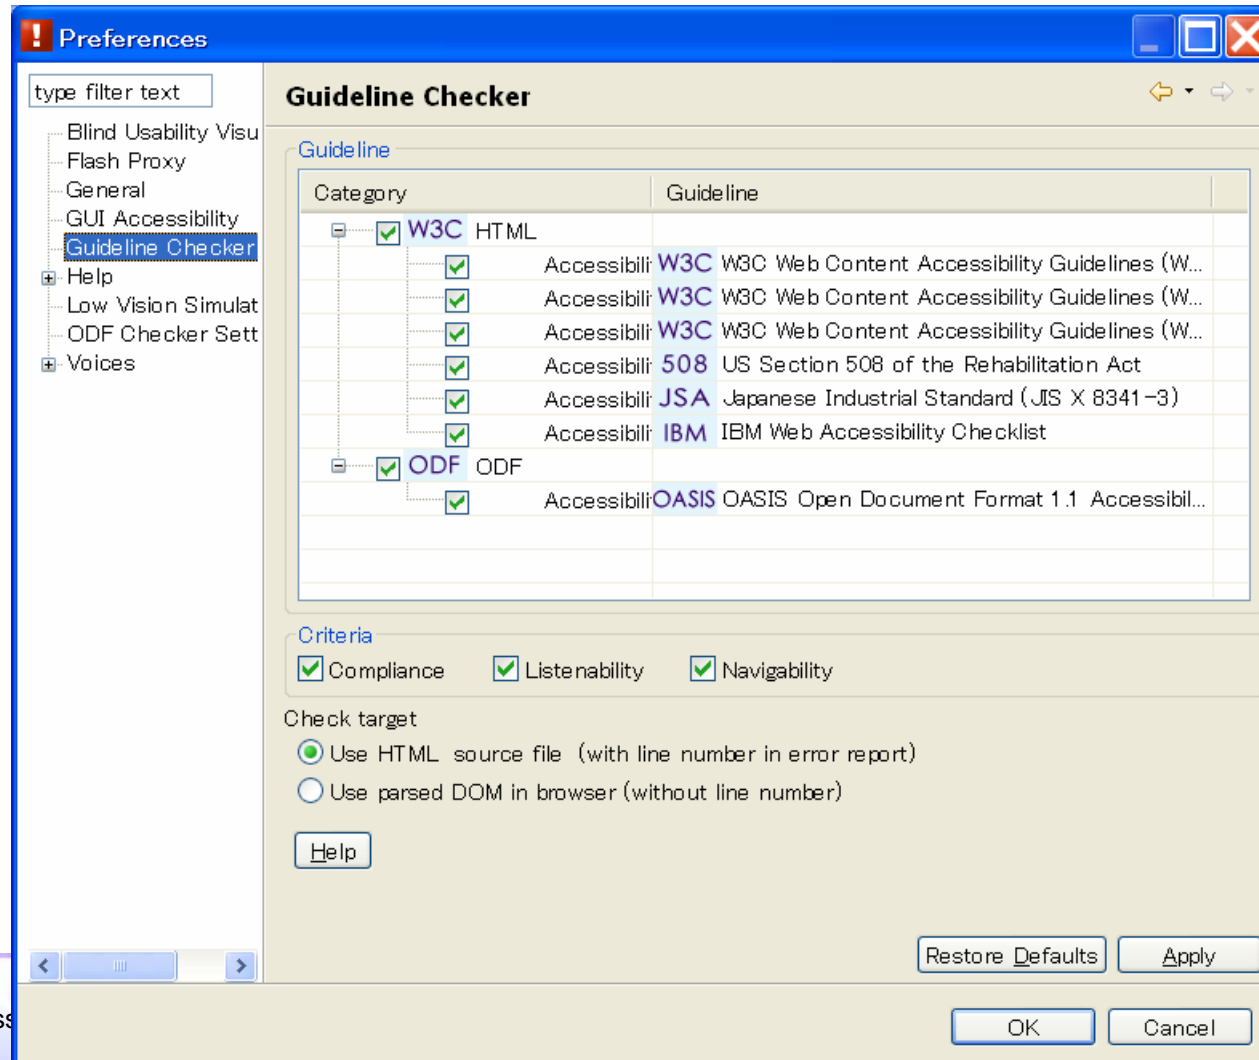 ! Preferences
type filter text
Blind Usability Visu
Flash Proxy
General
GUI Accessibility
Guideline Checker
Help
Low Vision Simulat
ODF Checker Sett
Voices
Guideline Checker
Guideline
Category Guideline
W3C HTML
Accessibili W3C W3C Web Content Accessibility Guidelines (W...
Accessibili W3C W3C Web Content Accessibility Guidelines (W...
Accessibili W3C W3C Web Content Accessibility Guidelines (W...
Accessibili 508 US Section 508 of the Rehabilitation Act
Accessibili JSA Japanese Industrial Standard (JIS X 8341-3)
Accessibili IBM IBM Web Accessibility Checklist
ODF ODF
Accessibili OASIS OASIS Open Document Format 1.1 Accessibil...
Criteria
Compliance Listenability Navigability
Check target
Use HTML source file (with line number in error report)
Use parsed DOM in browser (without line number)
Help
Restore Defaults Apply
OK Cancel